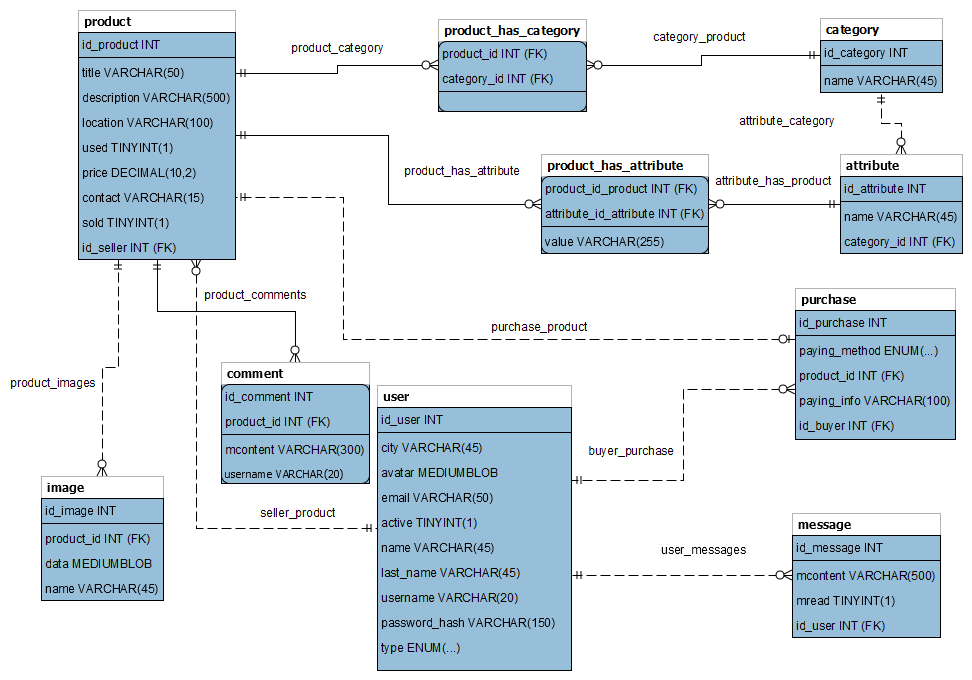 product
id_product INT
title VARCHAR(50)
description VARCHAR(500)
location VARCHAR(100)
used TINYINT(1)
price DECIMAL(10,2)
contact VARCHAR(15)
sold TINYINT(1)
id_seller INT (FK)
product_category
product_has_category
product_id INT (FK)
category_id INT (FK)
category_product
category
id_category INT
name VARCHAR(45)
attribute_category
product_has_attribute
product_has_attribute
product_id_product INT (FK)
attribute_id_attribute INT (FK)
value VARCHAR(255)
attribute_has_product
attribute
id_attribute INT
name VARCHAR(45)
category_id INT (FK)
product_comments
purchase_product
purchase
id_purchase INT
paying_method ENUM(...)
product_id INT (FK)
paying_info VARCHAR(100)
id_buyer INT (FK)
product_images
comment
id_comment INT
product_id INT (FK)
mcontent VARCHAR(300)
username VARCHAR(20)
user
id_user INT
city VARCHAR(45)
avatar MEDIUMBLOB
email VARCHAR(50)
active TINYINT(1)
name VARCHAR(45)
last_name VARCHAR(45)
username VARCHAR(20)
password_hash VARCHAR(150)
type ENUM(...)
buyer_purchase
image
id_image INT
product_id INT (FK)
data MEDIUMBLOB
name VARCHAR(45)
seller_product
user_messages
message
id_message INT
mcontent VARCHAR(500)
mread TINYINT(1)
id_user INT (FK)